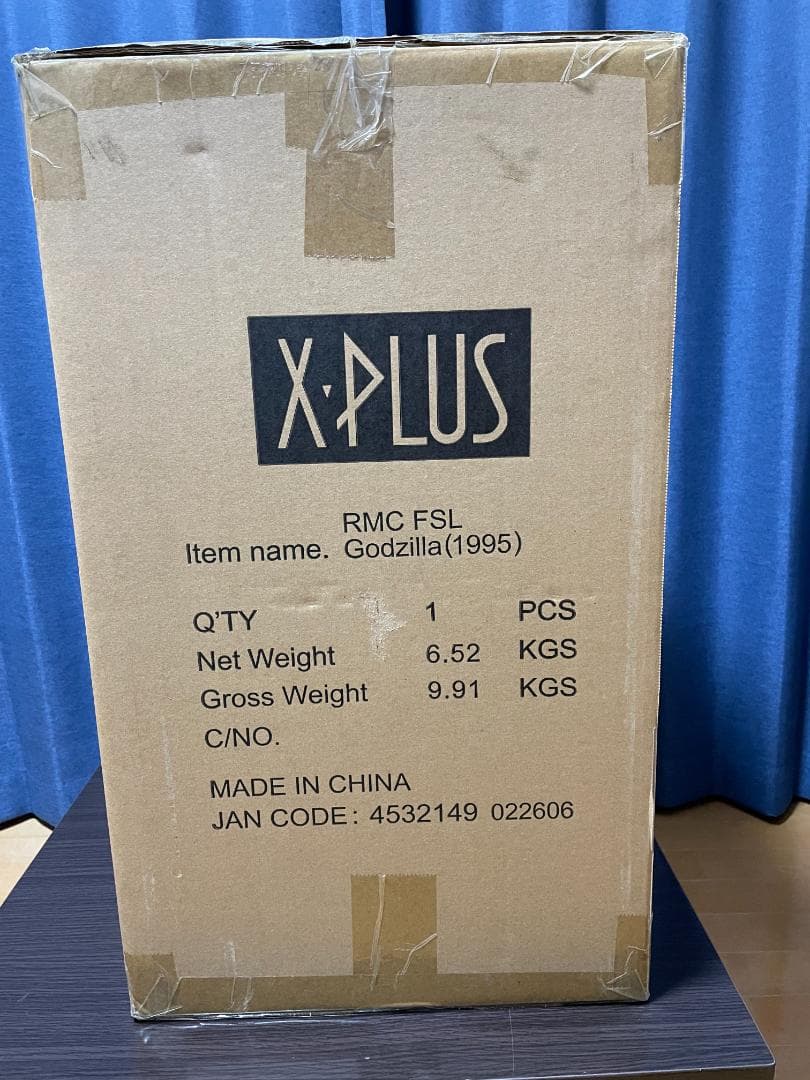 X·PLUS
RMC FSL
Item name. Godzilla(1995)
Q'TY 1 PCS
Net Weight 6.52 KGS
Gross Weight 9.91 KGS
C/NO.
MADE IN CHINA
JAN CODE: 4532149 022606